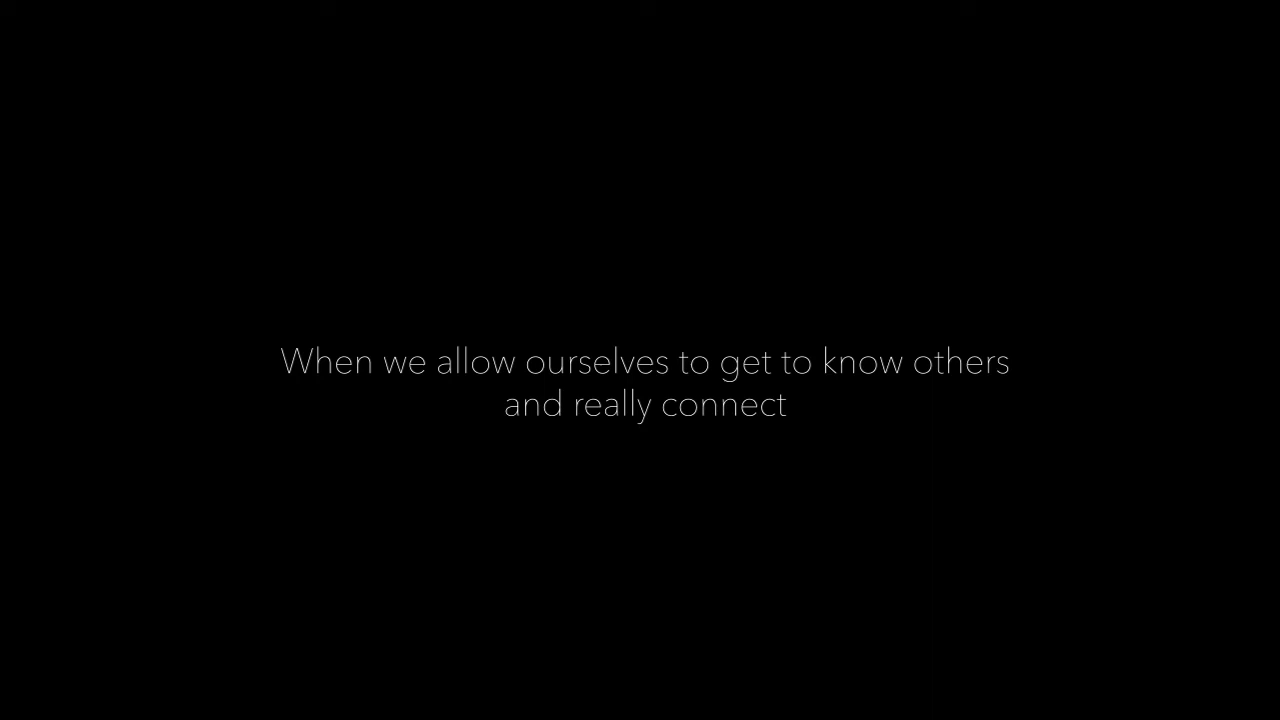 When we allow ourselves to get to know others
and really connect